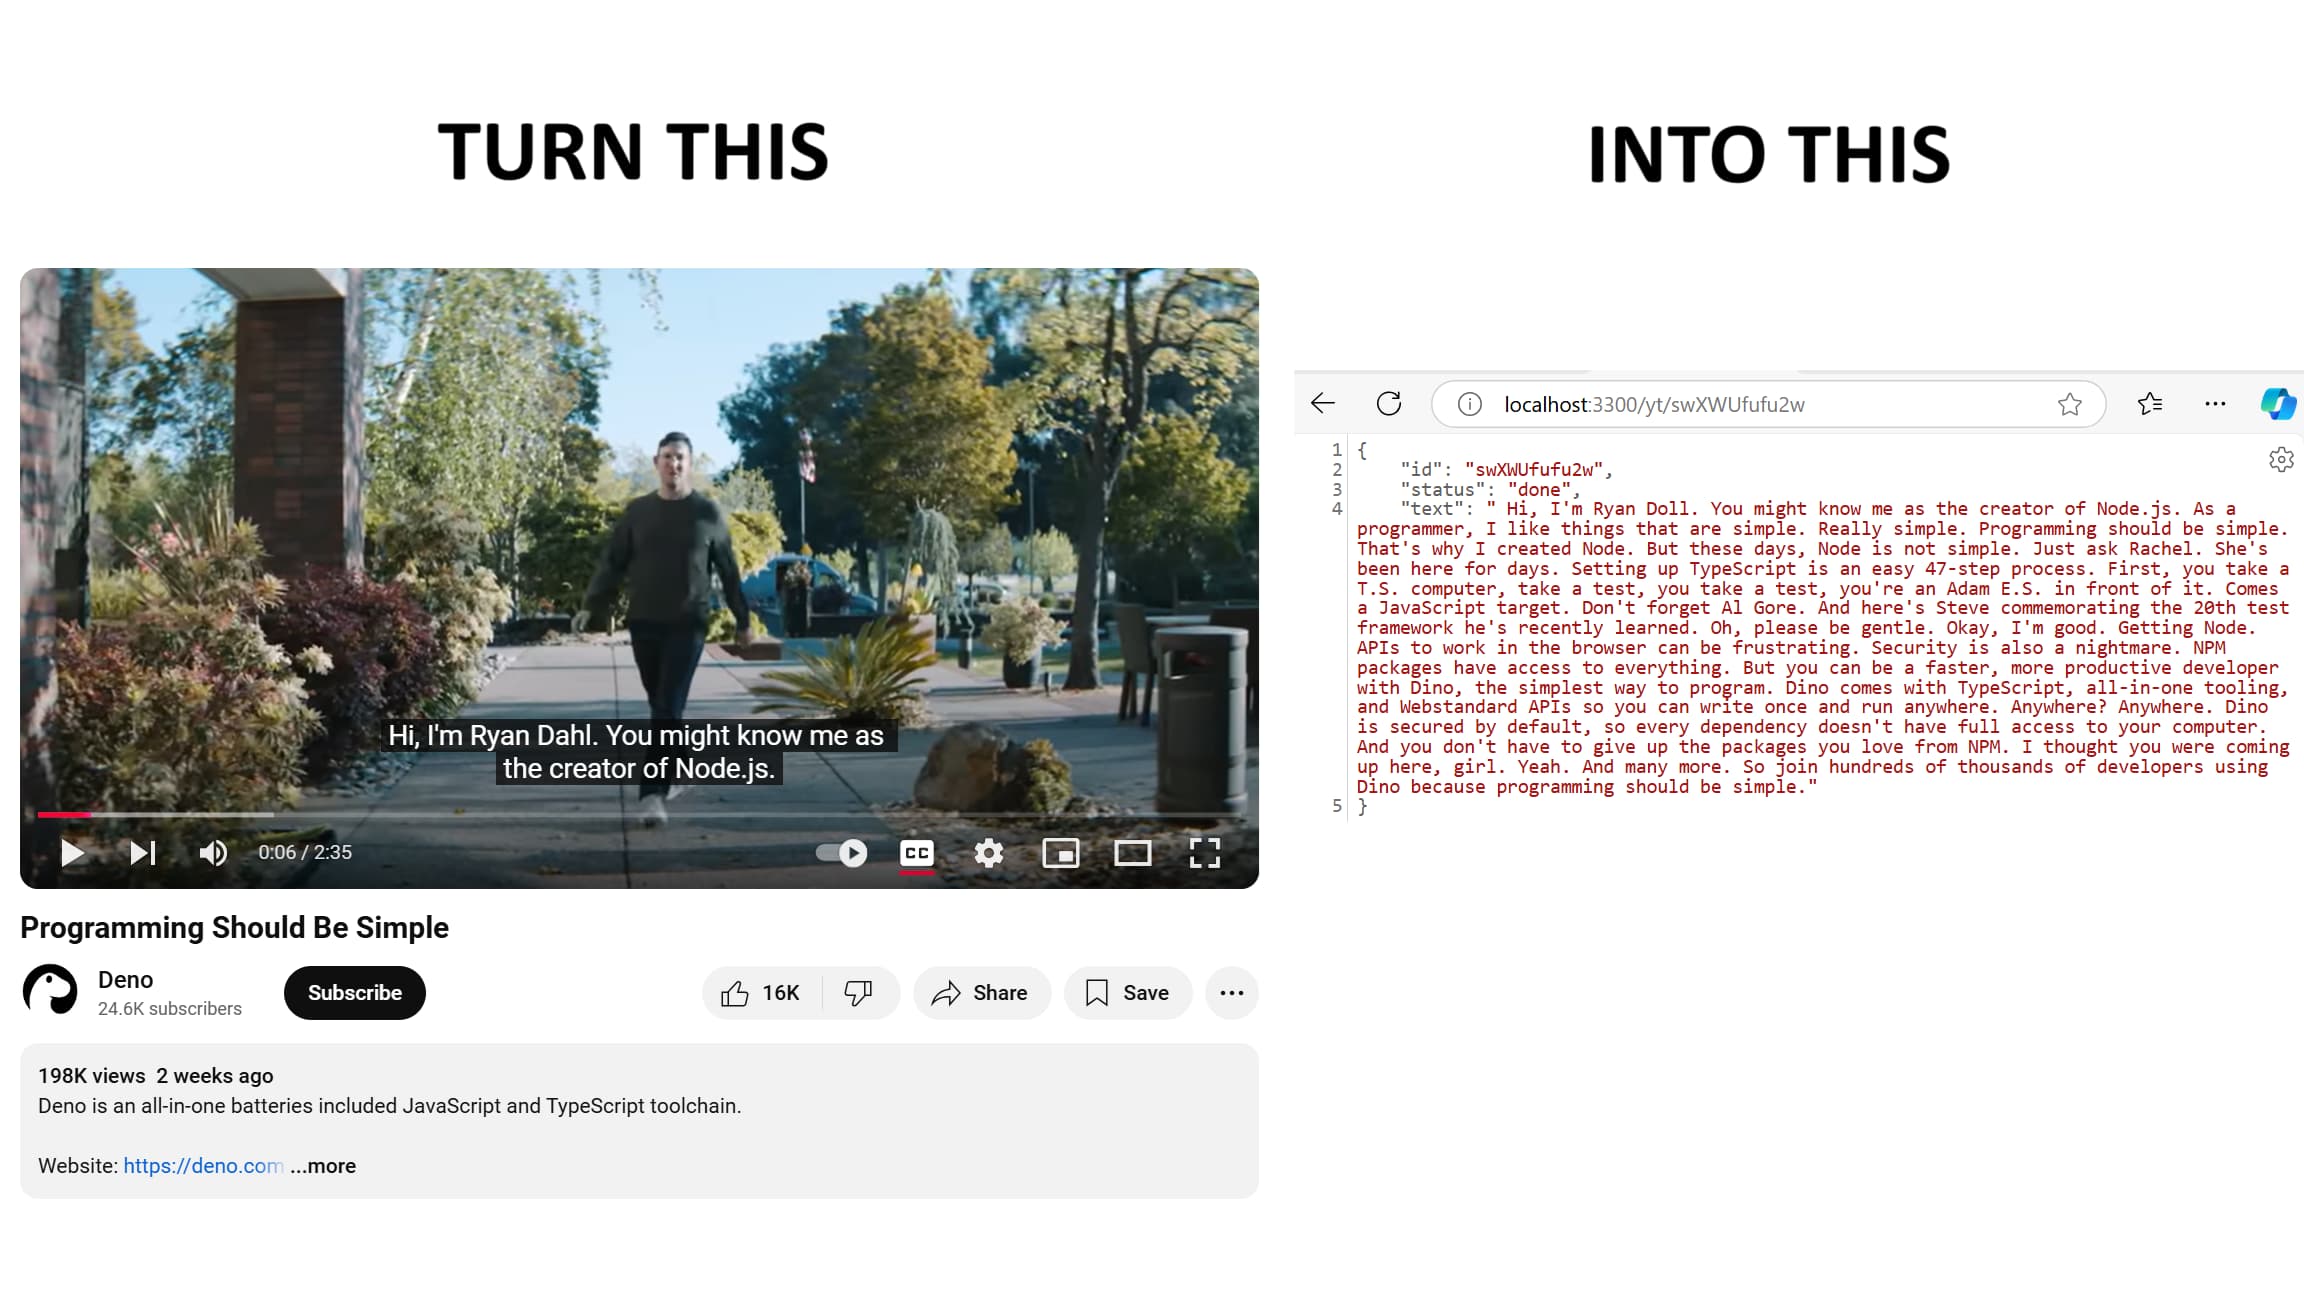 TURN THIS
INTO THIS
Hi, I'm Ryan Dahl. You might know me as
the creator of Node.js.
0:06 / 2:35
CC
Programming Should Be Simple
Deno
24.6K subscribers
Subscribe
16K
Share
Save
198K views 2 weeks ago
Deno is an all-in-one batteries included JavaScript and TypeScript toolchain.
Website: https://deno.com ...more
localhost:3300/yt/swXWUfufu2w
1 {
2 "id": "swXWUfufu2w",
3 "status": "done",
4 "text": " Hi, I'm Ryan Doll. You might know me as the creator of Node.js. As a
programmer, I like things that are simple. Really simple. Programming should be simple.
That's why I created Node. But these days, Node is not simple. Just ask Rachel. She's
been here for days. Setting up TypeScript is an easy 47-step process. First, you take a
T.S. computer, take a test, you take a test, you're an Adam E.S. in front of it. Comes
a JavaScript target. Don't forget Al Gore. And here's Steve commemorating the 20th test
framework he's recently learned. Oh, please be gentle. Okay, I'm good. Getting Node.
APIs to work in the browser can be frustrating. Security is also a nightmare. NPM
packages have access to everything. But you can be a faster, more productive developer
with Dino, the simplest way to program. Dino comes with TypeScript, all-in-one tooling,
and Webstandard APIs so you can write once and run anywhere. Anywhere? Anywhere. Dino
is secured by default, so every dependency doesn't have full access to your computer.
And you don't have to give up the packages you love from NPM. I thought you were coming
up here, girl. Yeah. And many more. So join hundreds of thousands of developers using
Dino because programming should be simple."
5 }